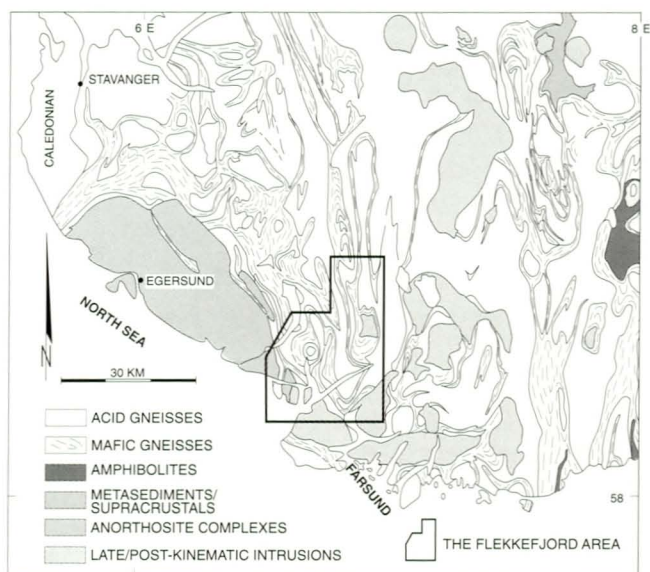 6 E
8 E
STAVANGER
CALEDONIAN
EGERSUND
NORTH SEA
N
30 KM
ACID GNEISSES
MAFIC GNEISSES
AMPHIBOLITES
METASEDIMENTS/
SUPRACRUSTALS
ANORTHOSITE COMPLEXES
LATE/POST-KINEMATIC INTRUSIONS
FARSUND
58
THE FLEKKEFJORD AREA